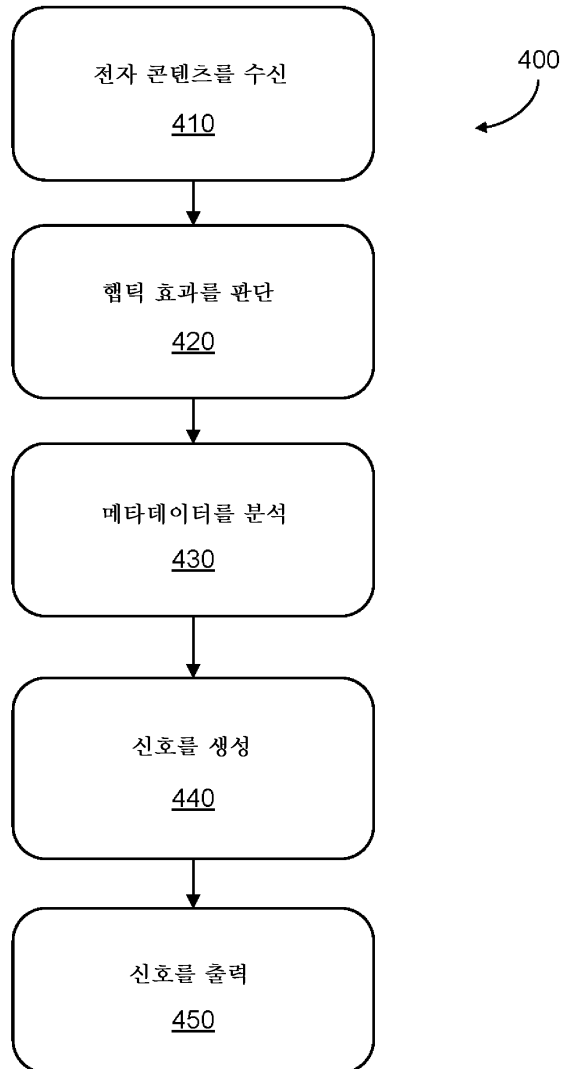 전자 콘텐츠를 수신
410
400
햅틱 효과를 판단
420
메타데이터를 분석
430
신호를 생성
440
신호를 출력
450